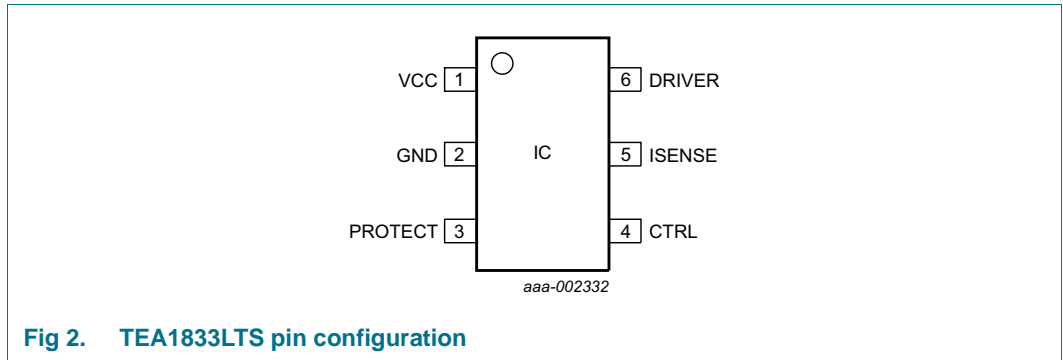 VCC 1 6 DRIVER
GND 2 IC 5 ISENSE
PROTECT 3 4 CTRL
aaa-002332
Fig 2. TEA1833LTS pin configuration